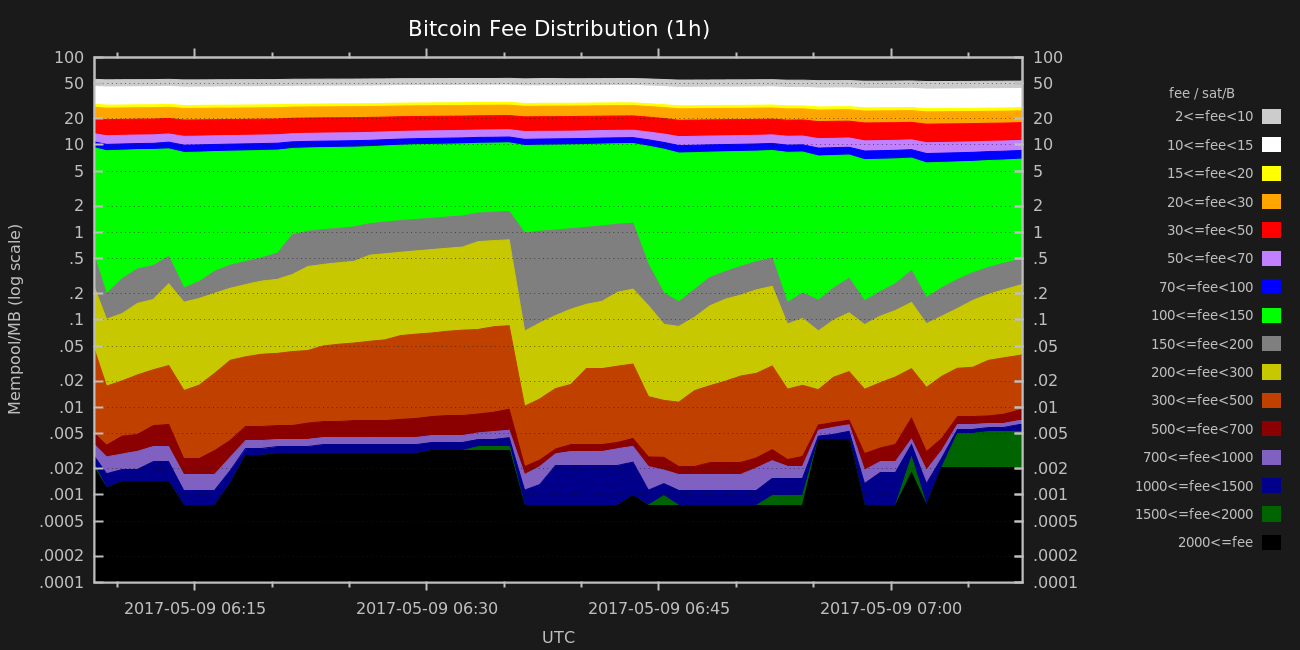 Bitcoin Fee Distribution (1h)
Mempool/MB (log scale)
100
50
20
10
5
2
1
.5
.2
.1
.05
.02
.01
.005
.002
.001
.0005
.0002
.0001
100
50
20
10
5
2
1
.5
.2
.1
.05
.02
.01
.005
.002
.001
.0005
.0002
.0001
2017-05-09 06:15 2017-05-09 06:30 2017-05-09 06:45 2017-05-09 07:00
UTC
fee / sat/B
2<=fee<10
10<=fee<15
15<=fee<20
20<=fee<30
30<=fee<50
50<=fee<70
70<=fee<100
100<=fee<150
150<=fee<200
200<=fee<300
300<=fee<500
500<=fee<700
700<=fee<1000
1000<=fee<1500
1500<=fee<2000
2000<=fee